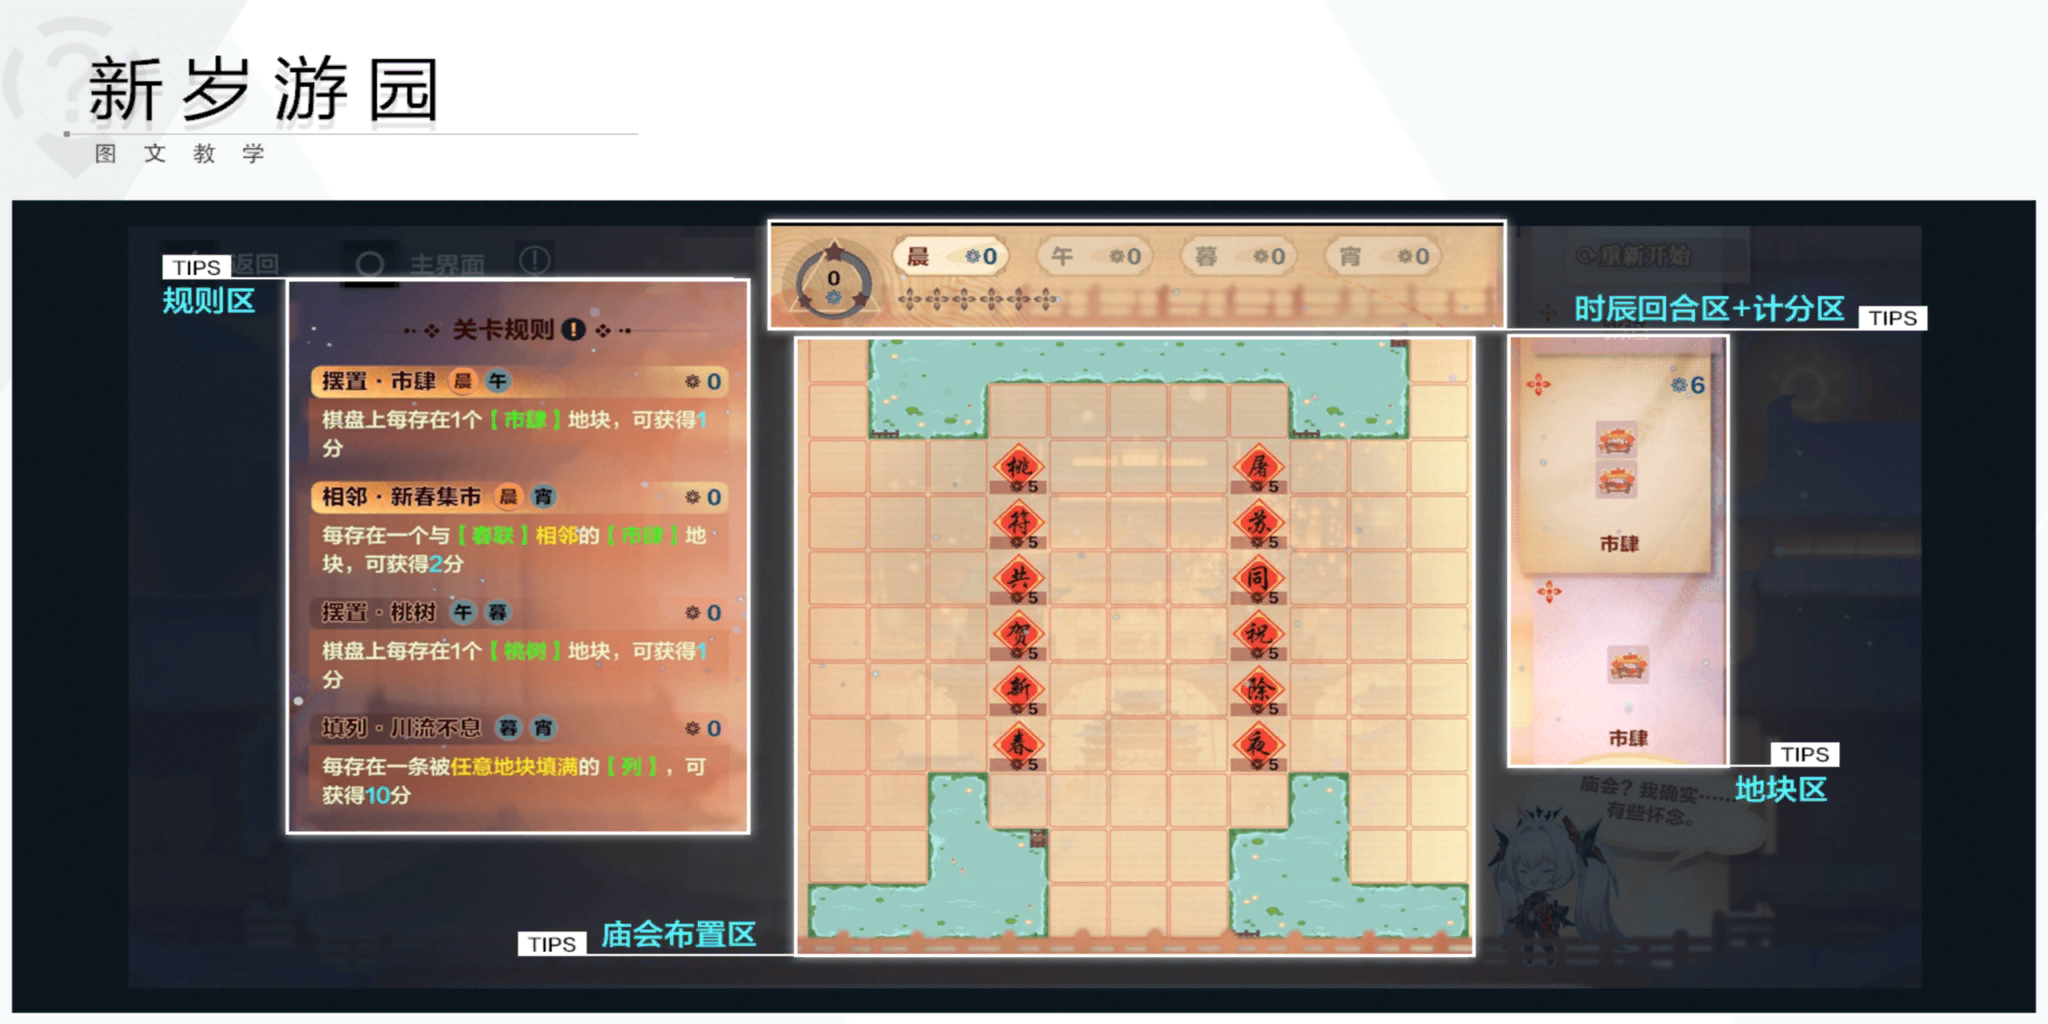 新岁游园
图文教学
TIPS
返回
主界面
规则区
关卡规则!
摆置·市肆 晨 午 0
棋盘上每存在1个【市肆】地块，可获得1
分
相邻·新春集市 晨 宵 0
每存在一个与【春联】相邻的【市肆】地
块，可获得2分
摆置·桃树 午 暮 0
棋盘上每存在1个【桃树】地块，可获得1
分
填列·川流不息 暮 宵 0
每存在一条被任意地块填满的【列】，可
获得10分
0
晨 0 午 0 暮 0 宵 0
重新开始
时辰回合区+计分区
TIPS
桃 5 屠 5
符 5 苏 5
共 5 同 5
贺 5 祝 5
新 5 除 5
春 5 夜 5
6
市肆
市肆
TIPS
地块区
庙会？我确实……
有些怀念。
TIPS
庙会布置区